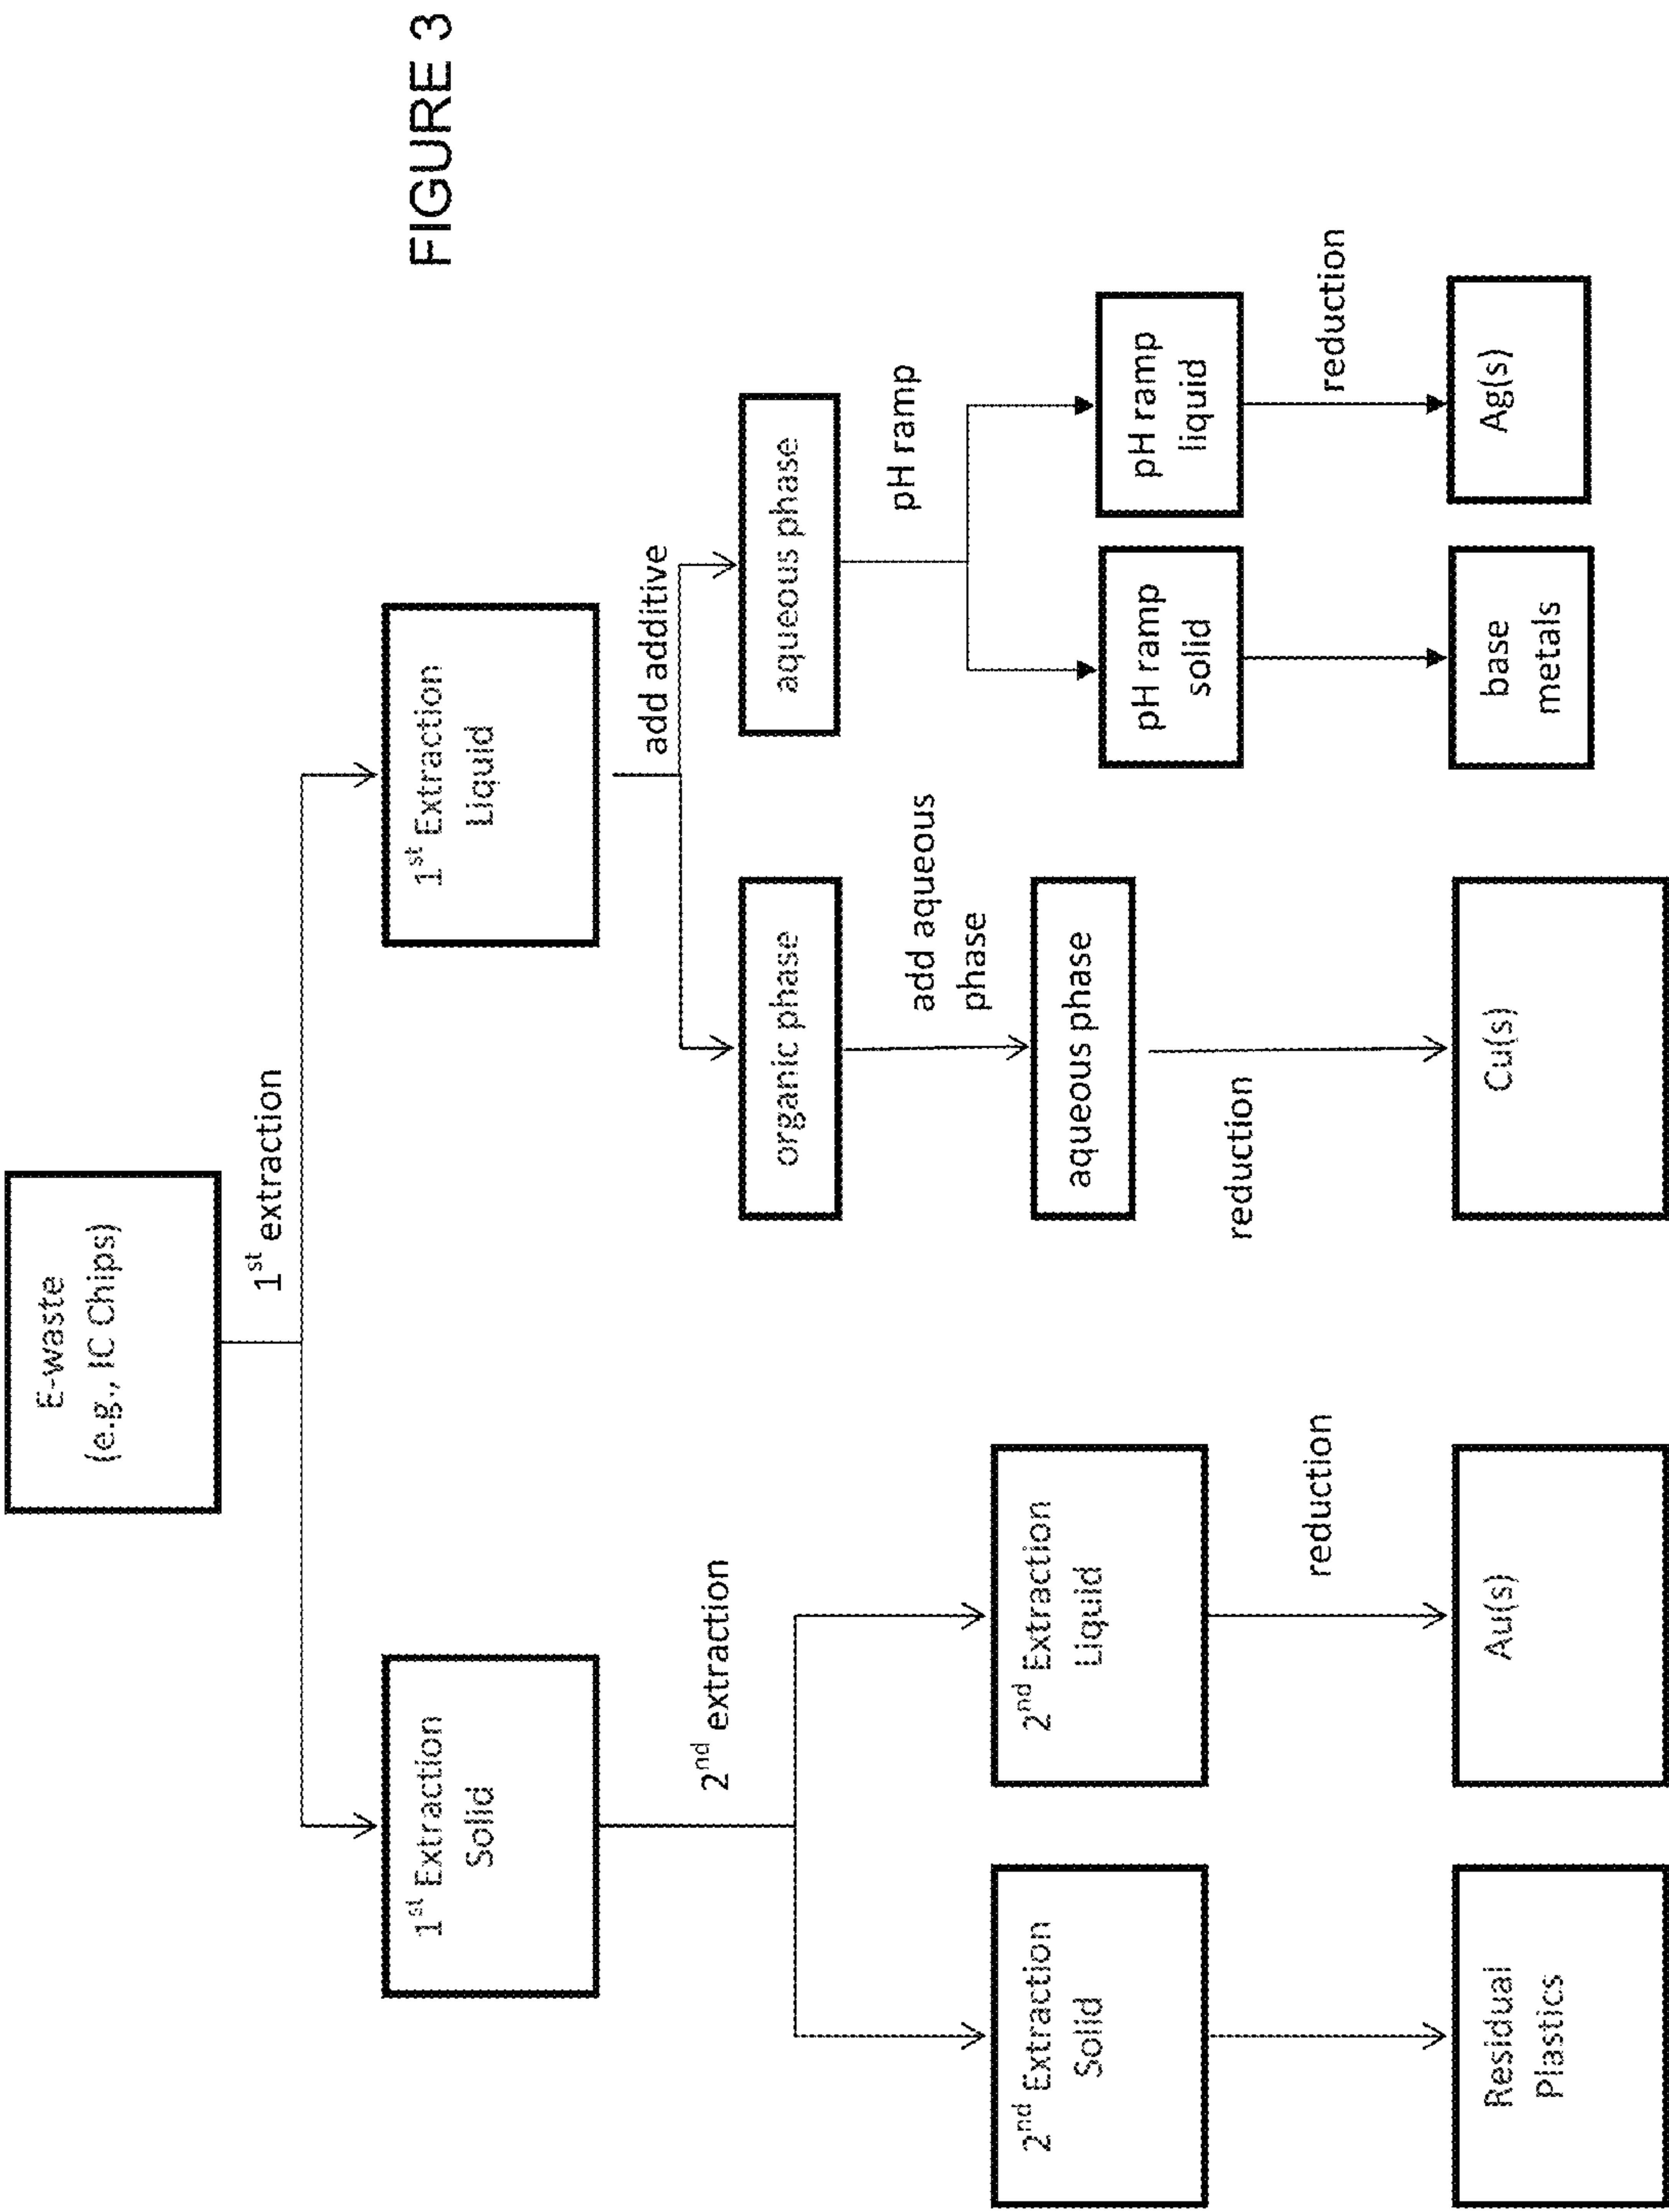 FIGURE 3
E-waste
(e.g., IC Chips)
1st extraction
1st Extraction
Solid
1st Extraction
Liquid
2nd extraction
add additive
organic phase
aqueous phase
add aqueous
phase
pH ramp
2nd Extraction
Solid
2nd Extraction
Liquid
aqueous phase
pH ramp
solid
pH ramp
liquid
reduction
reduction
reduction
Residual
Plastics
Au(s)
Cu(s)
base
metals
Ag(s)